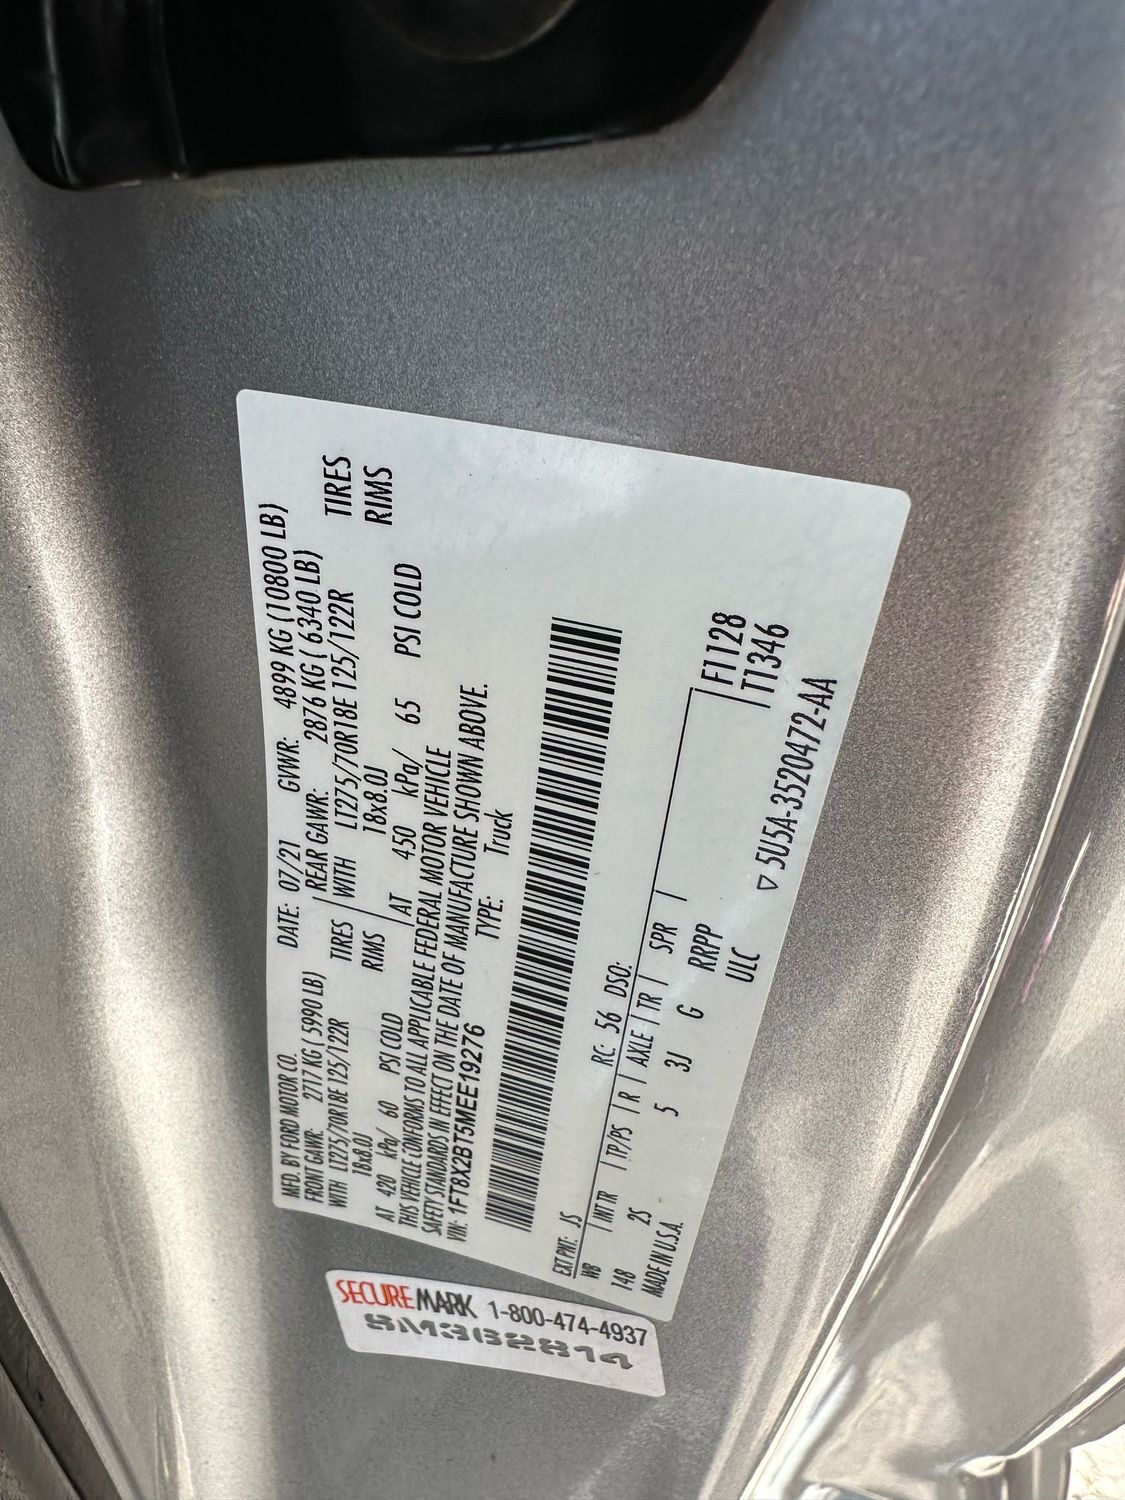 MFD. BY FORD MOTOR CO. DATE: 07/21 GVWR: 4899 KG (10800 LB)
FRONT GAWR: 2717 KG ( 5990 LB) REAR GAWR: 2876 KG ( 6340 LB)
WITH LT275/70R18E 125/122R TIRES WITH LT275/70R18E 125/122R TIRES
18x8.0J RIMS 18x8.0J RIMS
AT 420 kPa/ 60 PSI COLD AT 450 kPa/ 65 PSI COLD
THIS VEHICLE CONFORMS TO ALL APPLICABLE FEDERAL MOTOR VEHICLE
SAFETY STANDARDS IN EFFECT ON THE DATE OF MANUFACTURE SHOWN ABOVE.
VIN: 1FT8X2BT5MEE19276 TYPE: Truck
EXT PNT: JS RC: 56 DSO:
WB INT TR TP/PS R AXLE TR SPR F1128
148 2S 5 3J G RRPP T1346
MADE IN U.S.A. ULC
▽5U5A-3520472-AA
SECUREMARK 1-800-474-4937
SM362814